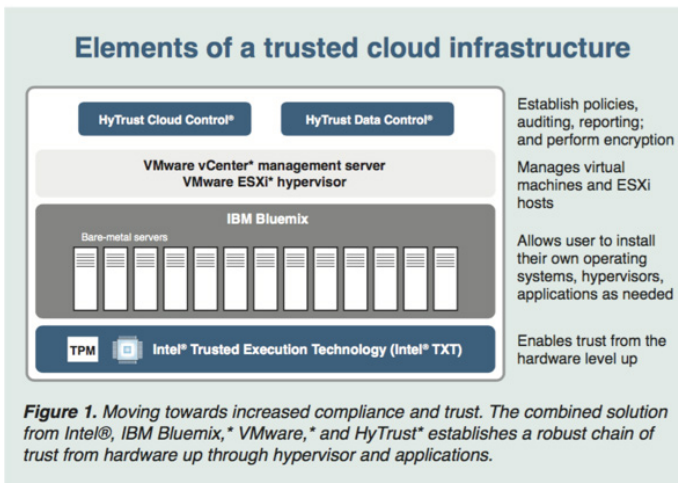 Elements of a trusted cloud infrastructure
HyTrust Cloud Control®
HyTrust Data Control®
Establish policies,
auditing, reporting;
and perform encryption
VMware vCenter* management server
VMware ESXi* hypervisor
Manages virtual
machines and ESXi
hosts
IBM Bluemix
Bare-metal servers
Allows user to install
their own operating
systems, hypervisors,
applications as needed
TPM
Intel® Trusted Execution Technology (Intel® TXT)
Enables trust from the
hardware level up
Figure 1. Moving towards increased compliance and trust. The combined solution
from Intel®, IBM Bluemix,* VMware,* and HyTrust* establishes a robust chain of
trust from hardware up through hypervisor and applications.